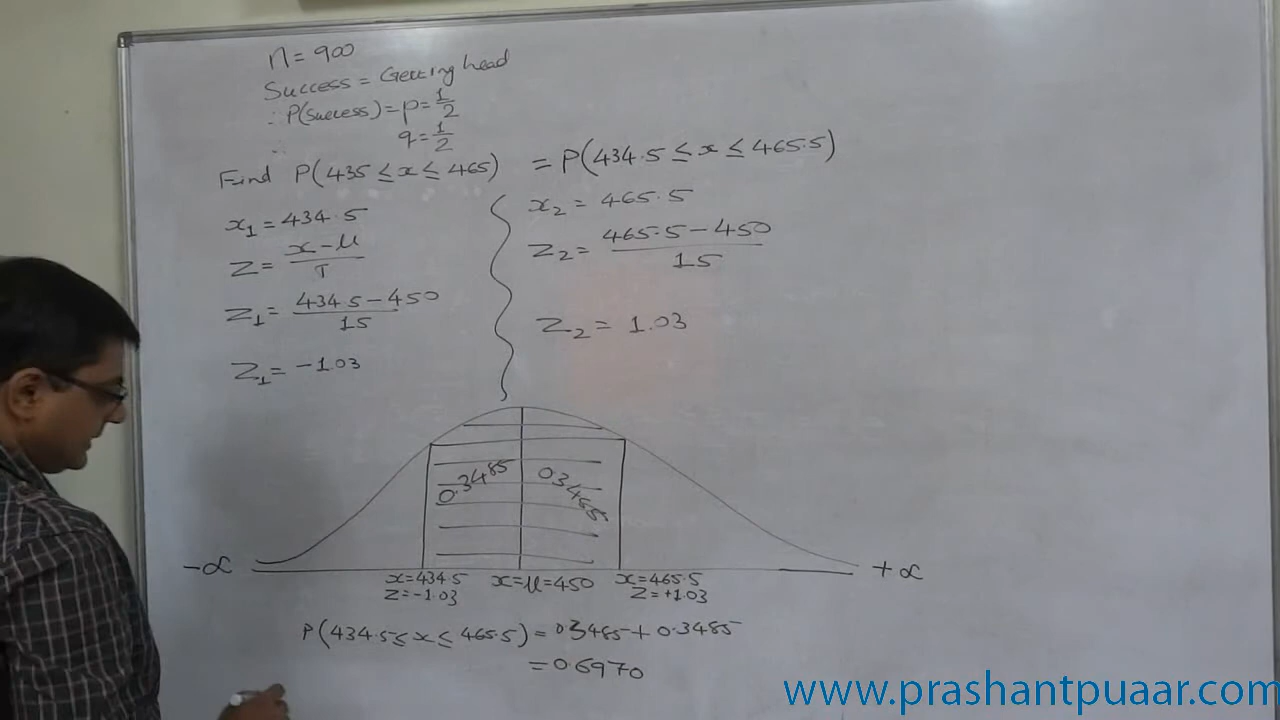 n = 900
Success = Getting head
∴ P(success) = p = 1/2
∴ q = 1/2
Find P(435 ≤ x ≤ 465) = P(434.5 ≤ x ≤ 465.5)
x₁ = 434.5
Z = (x - μ)/σ
Z₁ = (434.5 - 450)/15
Z₁ = -1.03
x₂ = 465.5
Z₂ = (465.5 - 450)/15
Z₂ = 1.03
0.3485 0.3465
-∝ +∝
x=434.5 x=μ=450 x=465.5
Z=-1.03 Z=+1.03
P(434.5 ≤ x ≤ 465.5) = 0.3485 + 0.3485
= 0.6970
www.prashantpuaar.com